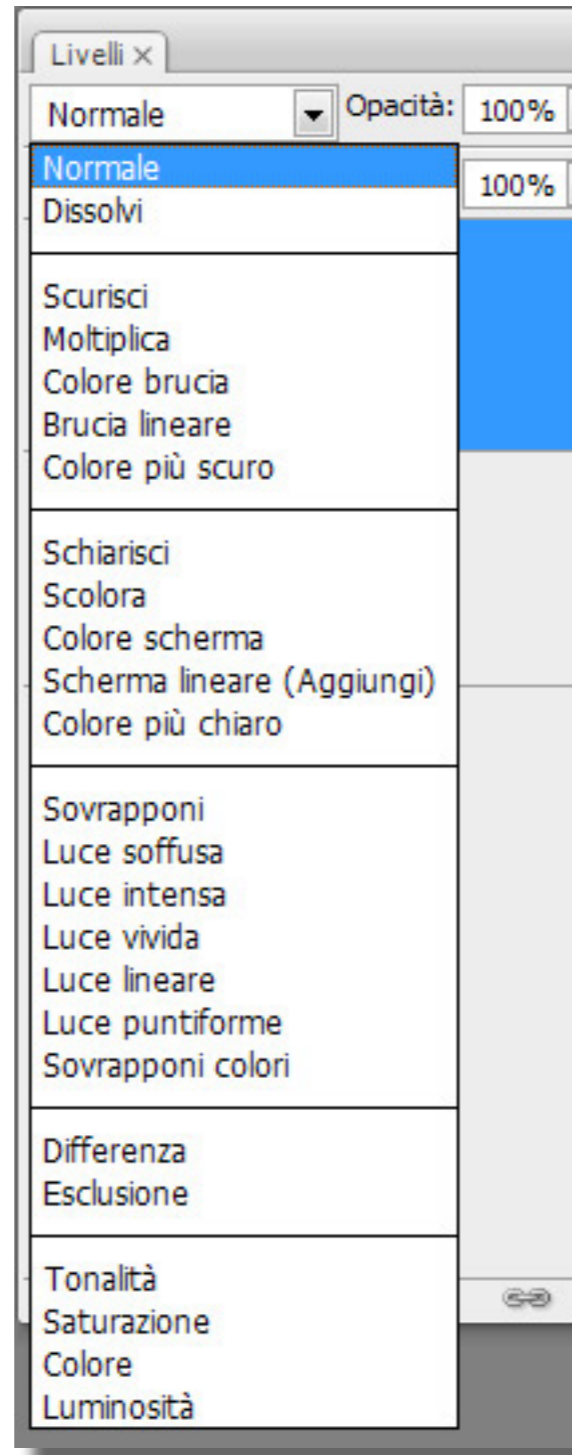 Livelli ×
Normale Opacità: 100%
Normale 100%
Dissolvi
Scurisci
Moltiplica
Colore brucia
Brucia lineare
Colore più scuro
Schiarisci
Scolora
Colore scherma
Scherma lineare (Aggiungi)
Colore più chiaro
Sovrapponi
Luce soffusa
Luce intensa
Luce vivida
Luce lineare
Luce puntiforme
Sovrapponi colori
Differenza
Esclusione
Tonalità
Saturazione
Colore
Luminosità